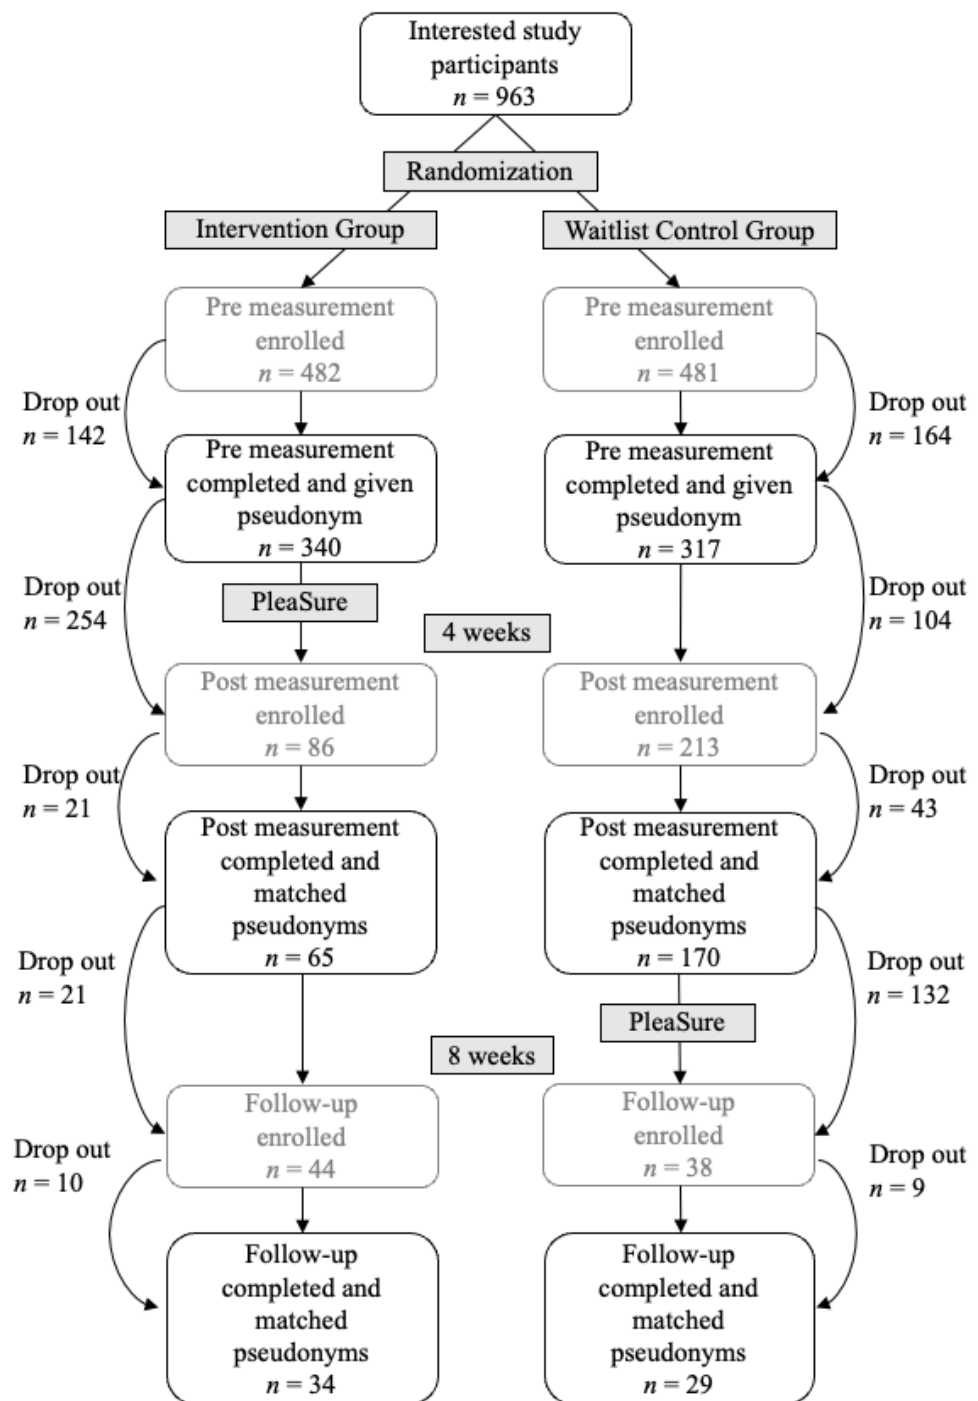 Interested study
participants
n = 963
Randomization
Intervention Group
Waitlist Control Group
Pre measurement
enrolled
n = 482
Pre measurement
enrolled
n = 481
Drop out
n = 142
Drop out
n = 164
Pre measurement
completed and given
pseudonym
n = 340
Pre measurement
completed and given
pseudonym
n = 317
Drop out
n = 254
PleaSure
Drop out
n = 104
4 weeks
Post measurement
enrolled
n = 86
Post measurement
enrolled
n = 213
Drop out
n = 21
Drop out
n = 43
Post measurement
completed and
matched
pseudonyms
n = 65
Post measurement
completed and
matched
pseudonyms
n = 170
Drop out
n = 21
Drop out
n = 132
PleaSure
8 weeks
Follow-up
enrolled
n = 44
Follow-up
enrolled
n = 38
Drop out
n = 10
Drop out
n = 9
Follow-up
completed and
matched
pseudonyms
n = 34
Follow-up
completed and
matched
pseudonyms
n = 29